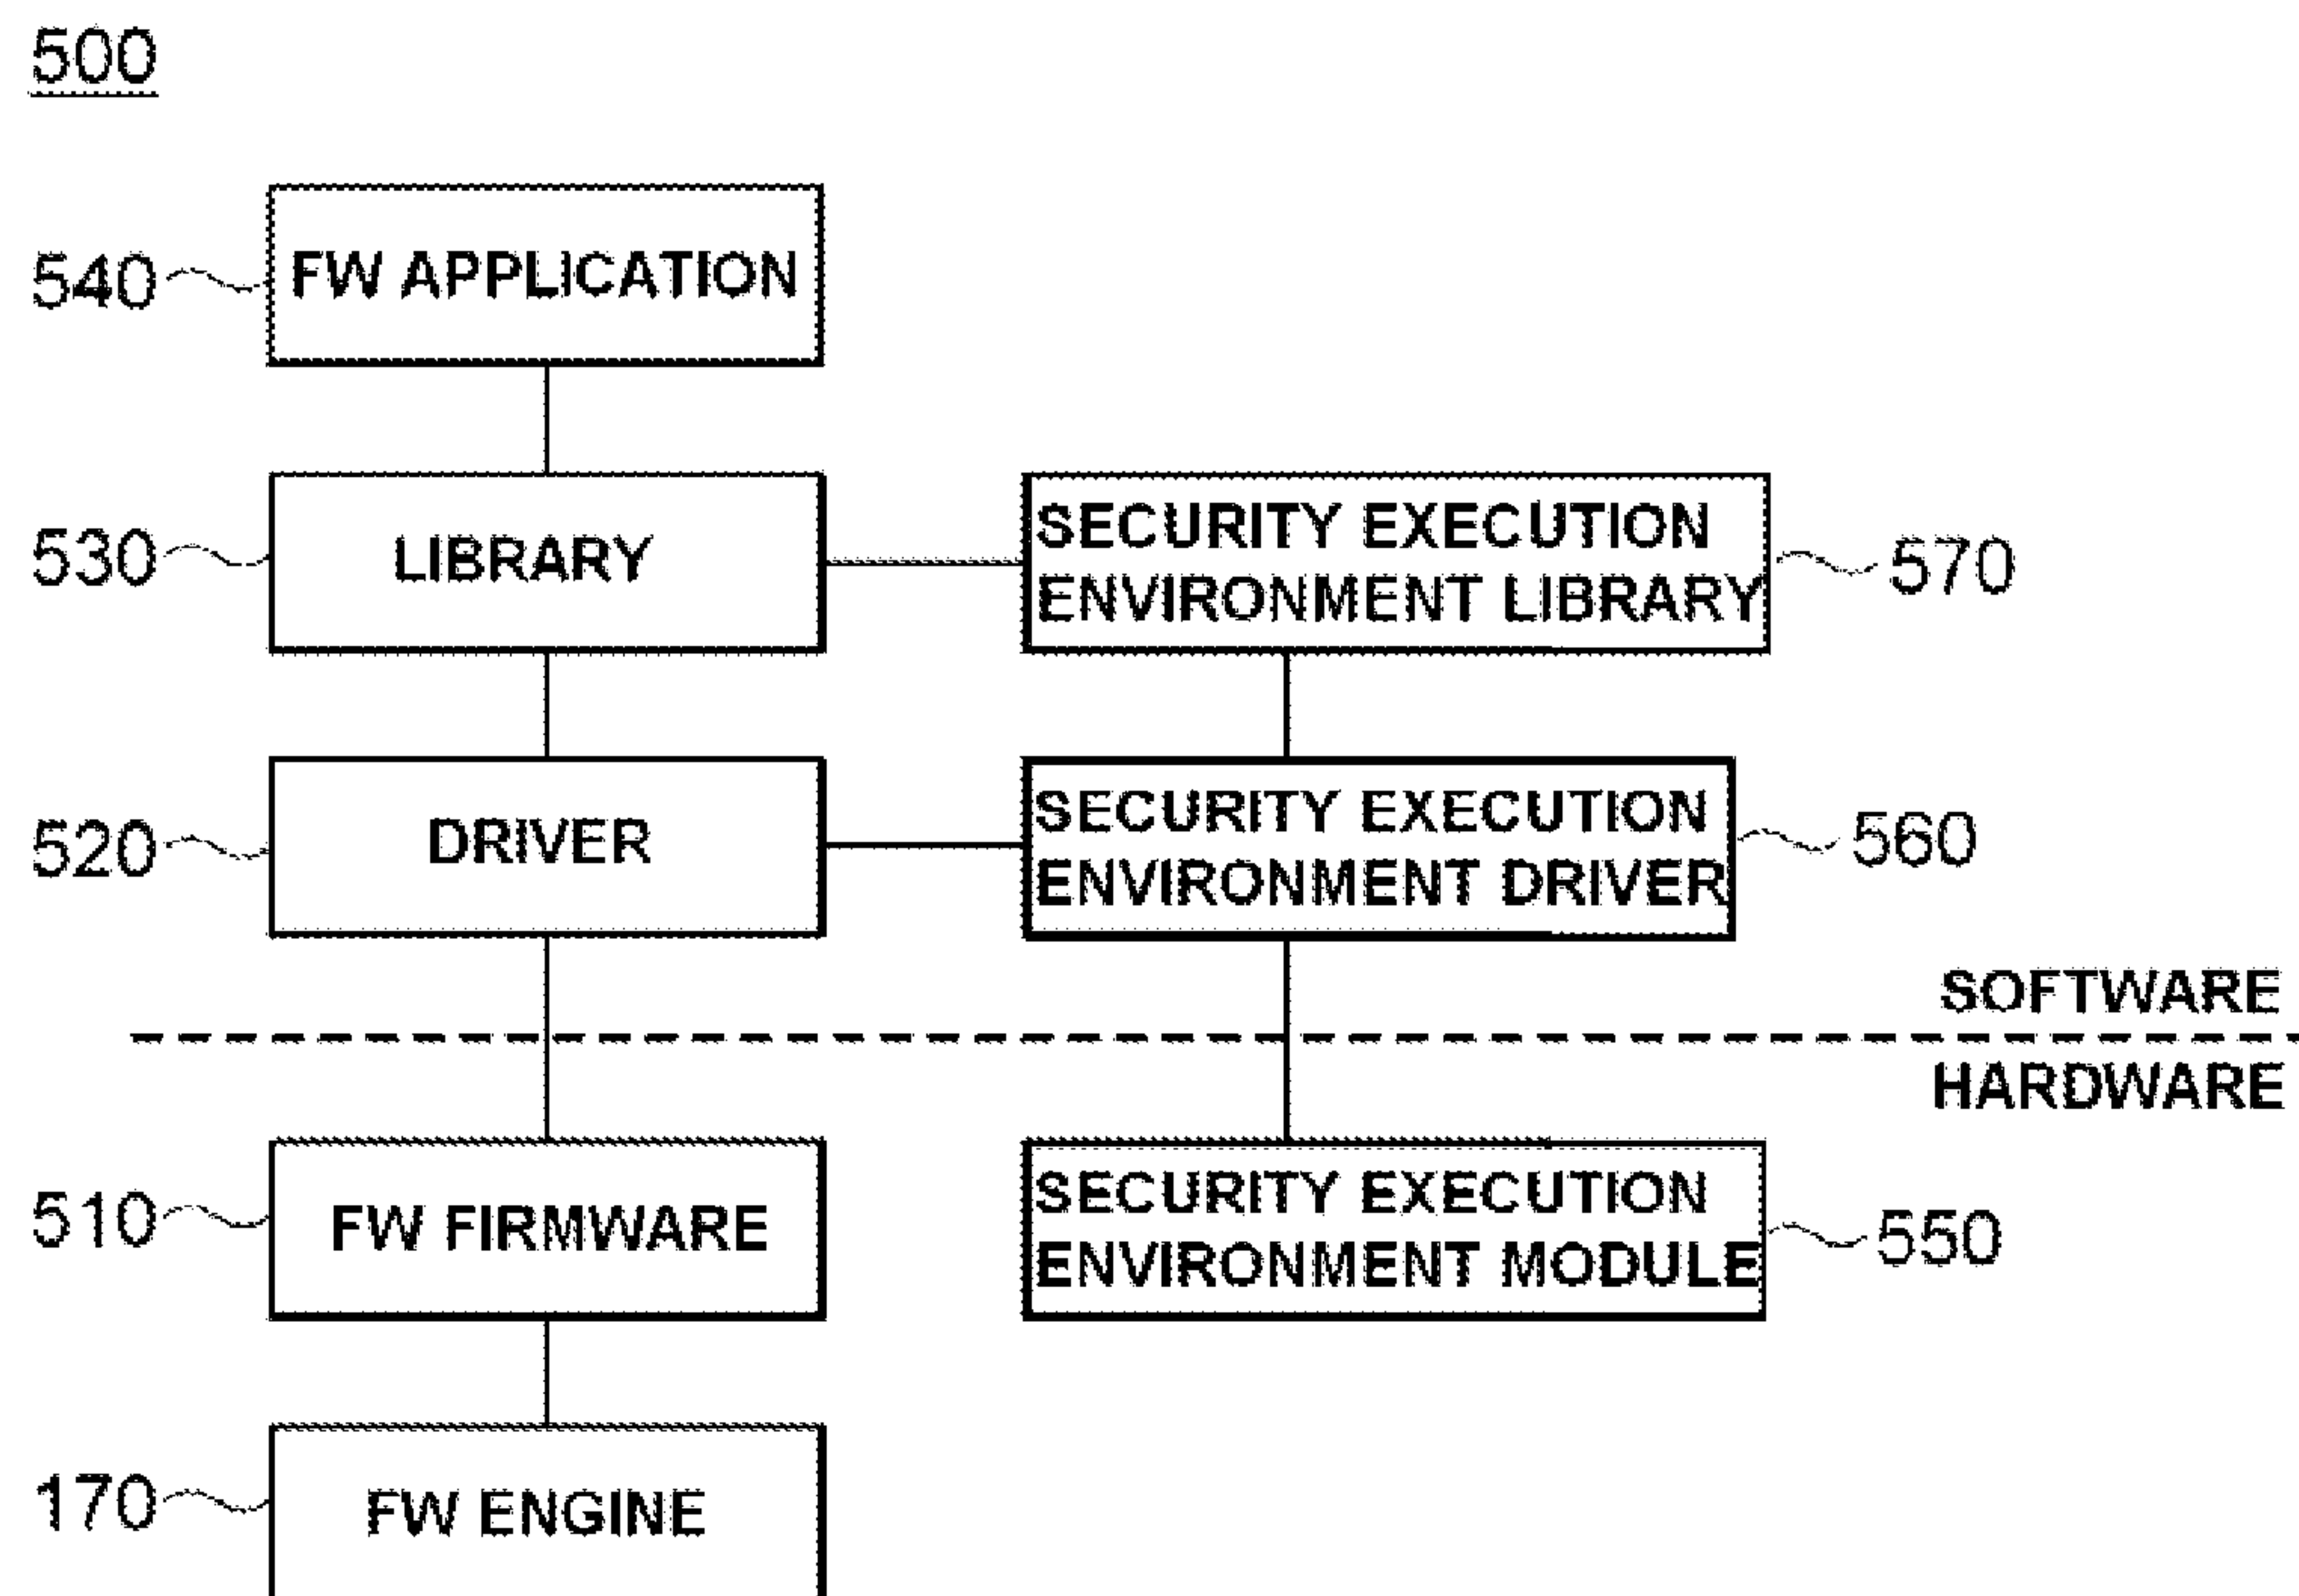 500
540
FW APPLICATION
530
LIBRARY
SECURITY EXECUTION
ENVIRONMENT LIBRARY
570
520
DRIVER
SECURITY EXECUTION
ENVIRONMENT DRIVER
560
SOFTWARE
HARDWARE
510
FW FIRMWARE
SECURITY EXECUTION
ENVIRONMENT MODULE
550
170
FW ENGINE